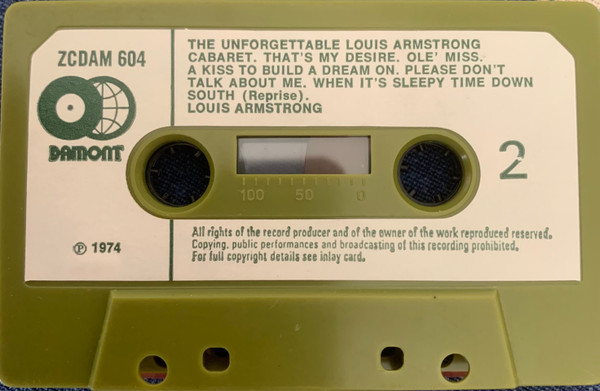 ZCDAM 604
DAMONT
℗ 1974
THE UNFORGETTABLE LOUIS ARMSTRONG
CABARET. THAT'S MY DESIRE. OLE' MISS.
A KISS TO BUILD A DREAM ON. PLEASE DON'T
TALK ABOUT ME. WHEN IT'S SLEEPY TIME DOWN
SOUTH (Reprise).
LOUIS ARMSTRONG
2
100 50 0
All rights of the record producer and of the owner of the work reproduced reserved.
Copying, public performances and broadcasting of this recording prohibited.
For full copyright details see inlay card.